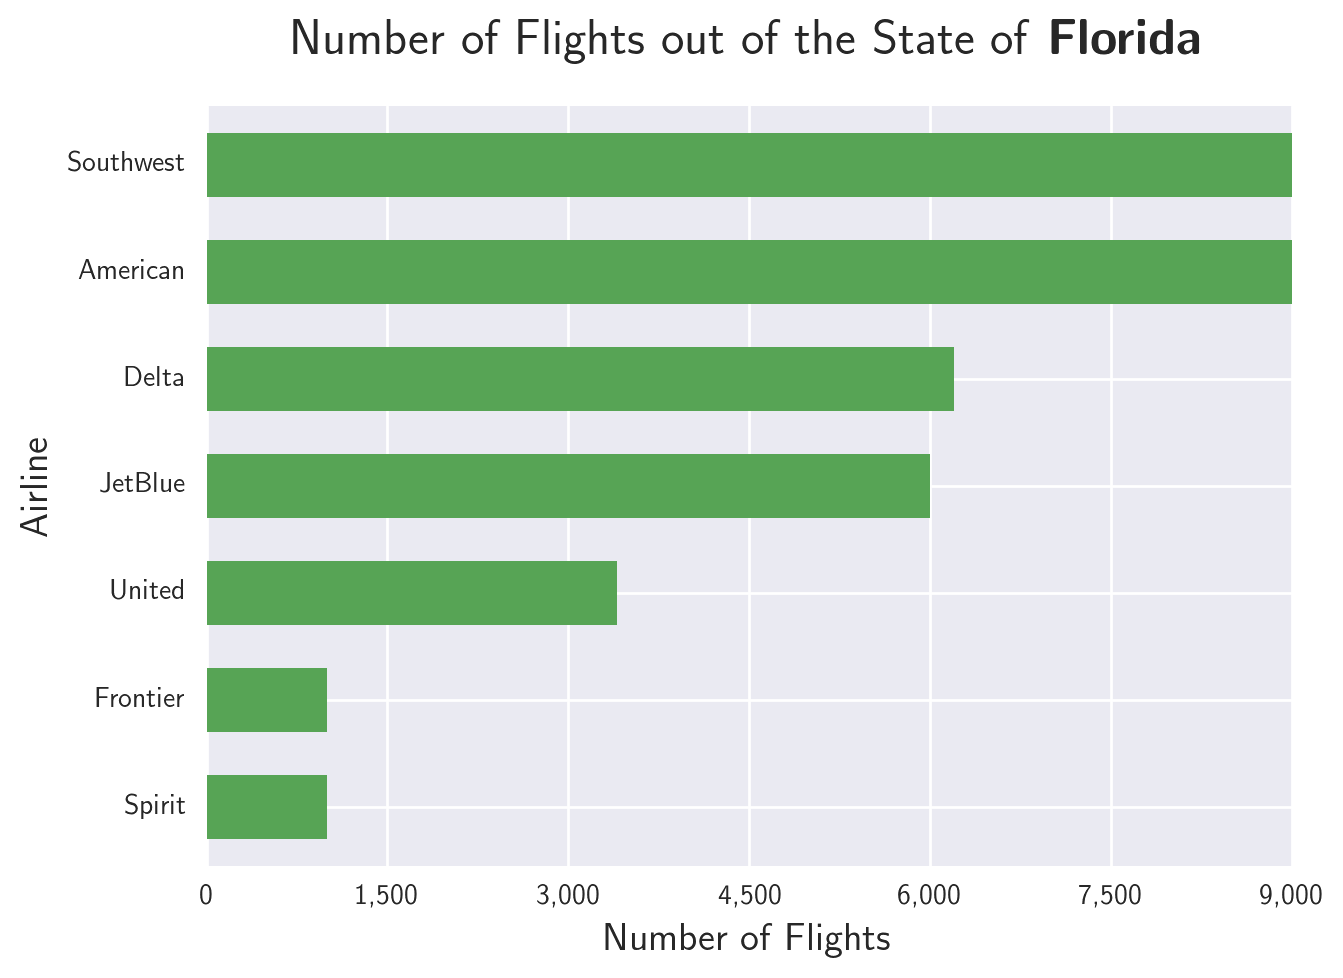 Number of Flights out of the State of Florida
Southwest
American
Delta
JetBlue
United
Frontier
Spirit
Airline
0 1,500 3,000 4,500 6,000 7,500 9,000
Number of Flights